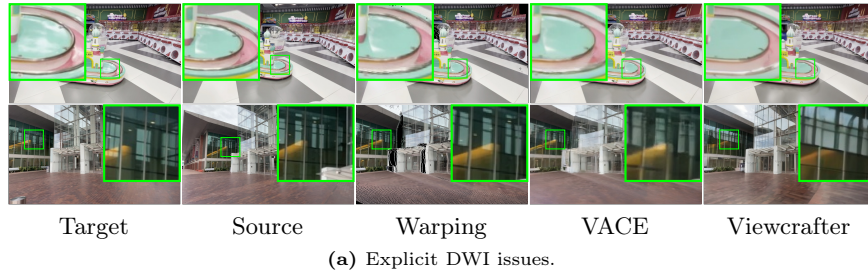 Target Source Warping VACE Viewcrafter
(a) Explicit DWI issues.